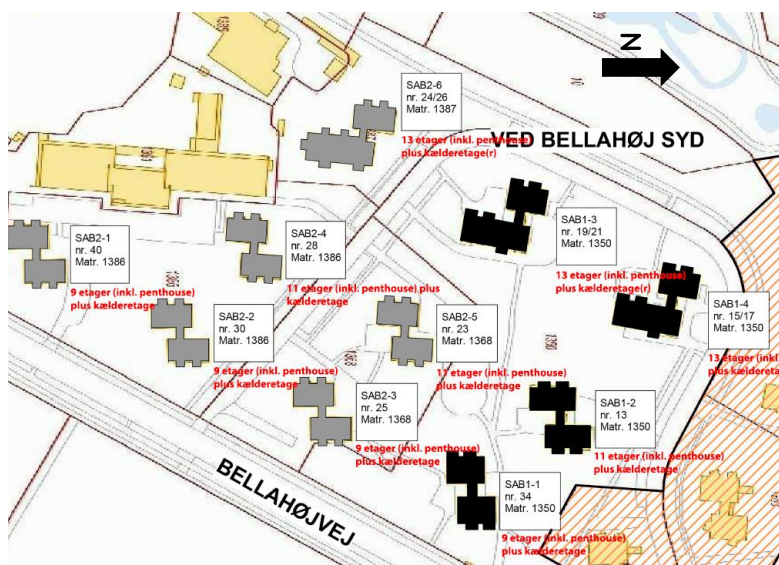 N
VED BELLAHØJ SYD
BELLAHØJVEJ
SAB2-6
nr. 24/26
Matr. 1387
13 etager (inkl. penthouse)
plus kælderetage(r)
SAB1-3
nr. 19/21
Matr. 1350
13 etager (inkl. penthouse)
plus kælderetage(r)
SAB2-1
nr. 40
Matr. 1386
9 etager (inkl. penthouse)
plus kælderetage
SAB2-4
nr. 28
Matr. 1386
11 etager (inkl. penthouse) plus
kælderetage
SAB1-4
nr. 15/17
Matr. 1350
13 etager (inkl
plus kælderet
SAB2-2
nr. 30
Matr. 1386
9 etager (inkl. penthouse)
plus kælderetage
SAB2-5
nr. 23
Matr. 1368
11 etager (inkl. penthouse)
plus kælderetage
SAB2-3
nr. 25
Matr. 1368
9 etager (inkl. penthouse)
plus kælderetage
SAB1-2
nr. 13
Matr. 1350
11 etager (inkl. penthouse)
plus kælderetage
SAB1-1
nr. 34
Matr. 1350
9 etager (inkl. penthouse)
plus kælderetage
1350